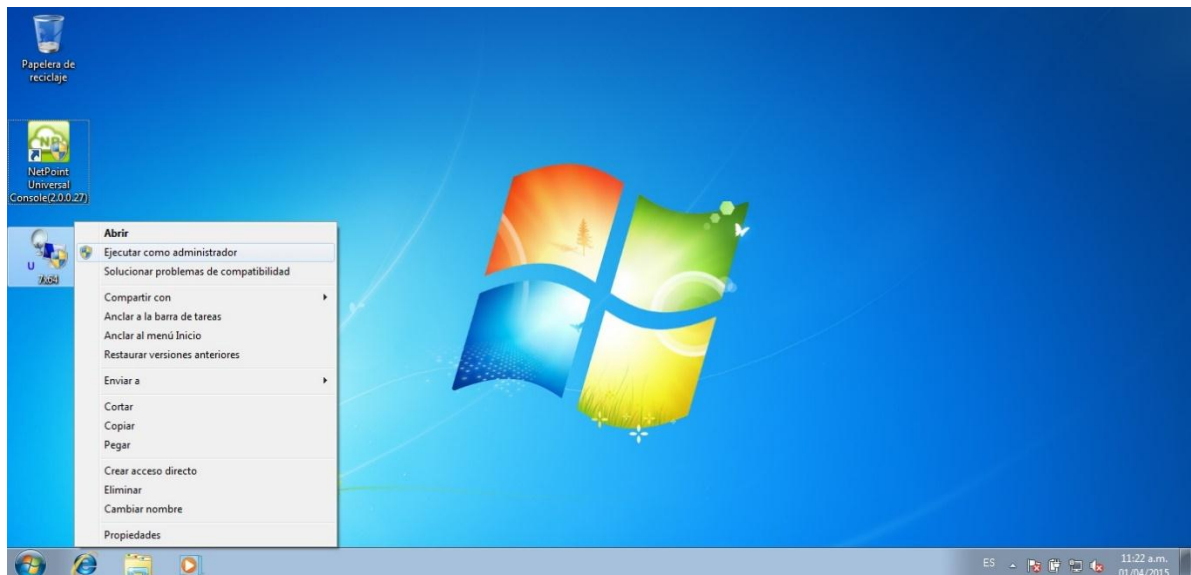 Papelera de
reciclaje
NP
NetPoint
Universal
Console(2.0.0.27)
U
7x64
Abrir
Ejecutar como administrador
Solucionar problemas de compatibilidad
Compartir con
Anclar a la barra de tareas
Anclar al menú Inicio
Restaurar versiones anteriores
Enviar a
Cortar
Copiar
Pegar
Crear acceso directo
Eliminar
Cambiar nombre
Propiedades
ES
11:22 a.m.
01/04/2015